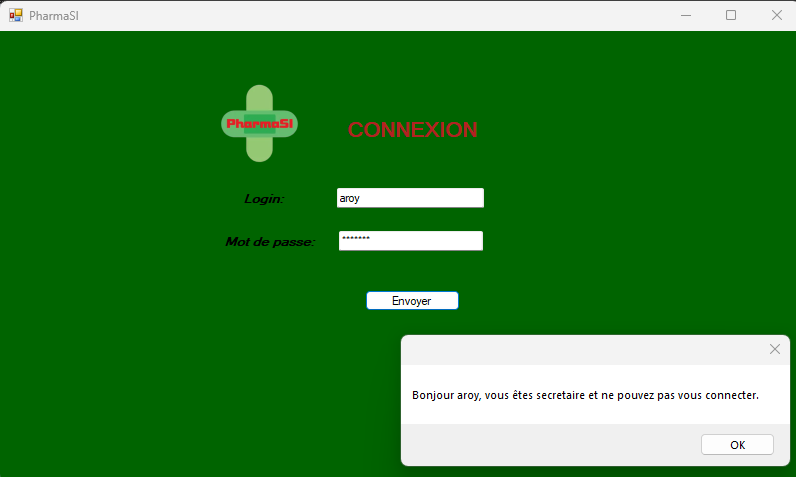 PharmaSI
PharmaSI
CONNEXION
Login:
aroy
Mot de passe:
*******
Envoyer
Bonjour aroy, vous êtes secretaire et ne pouvez pas vous connecter.
OK